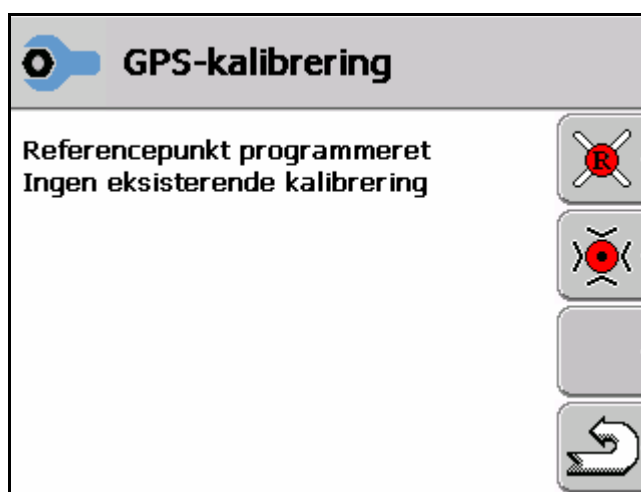 GPS-kalibrering
Referencepunkt programmeret
Ingen eksisterende kalibrering
R